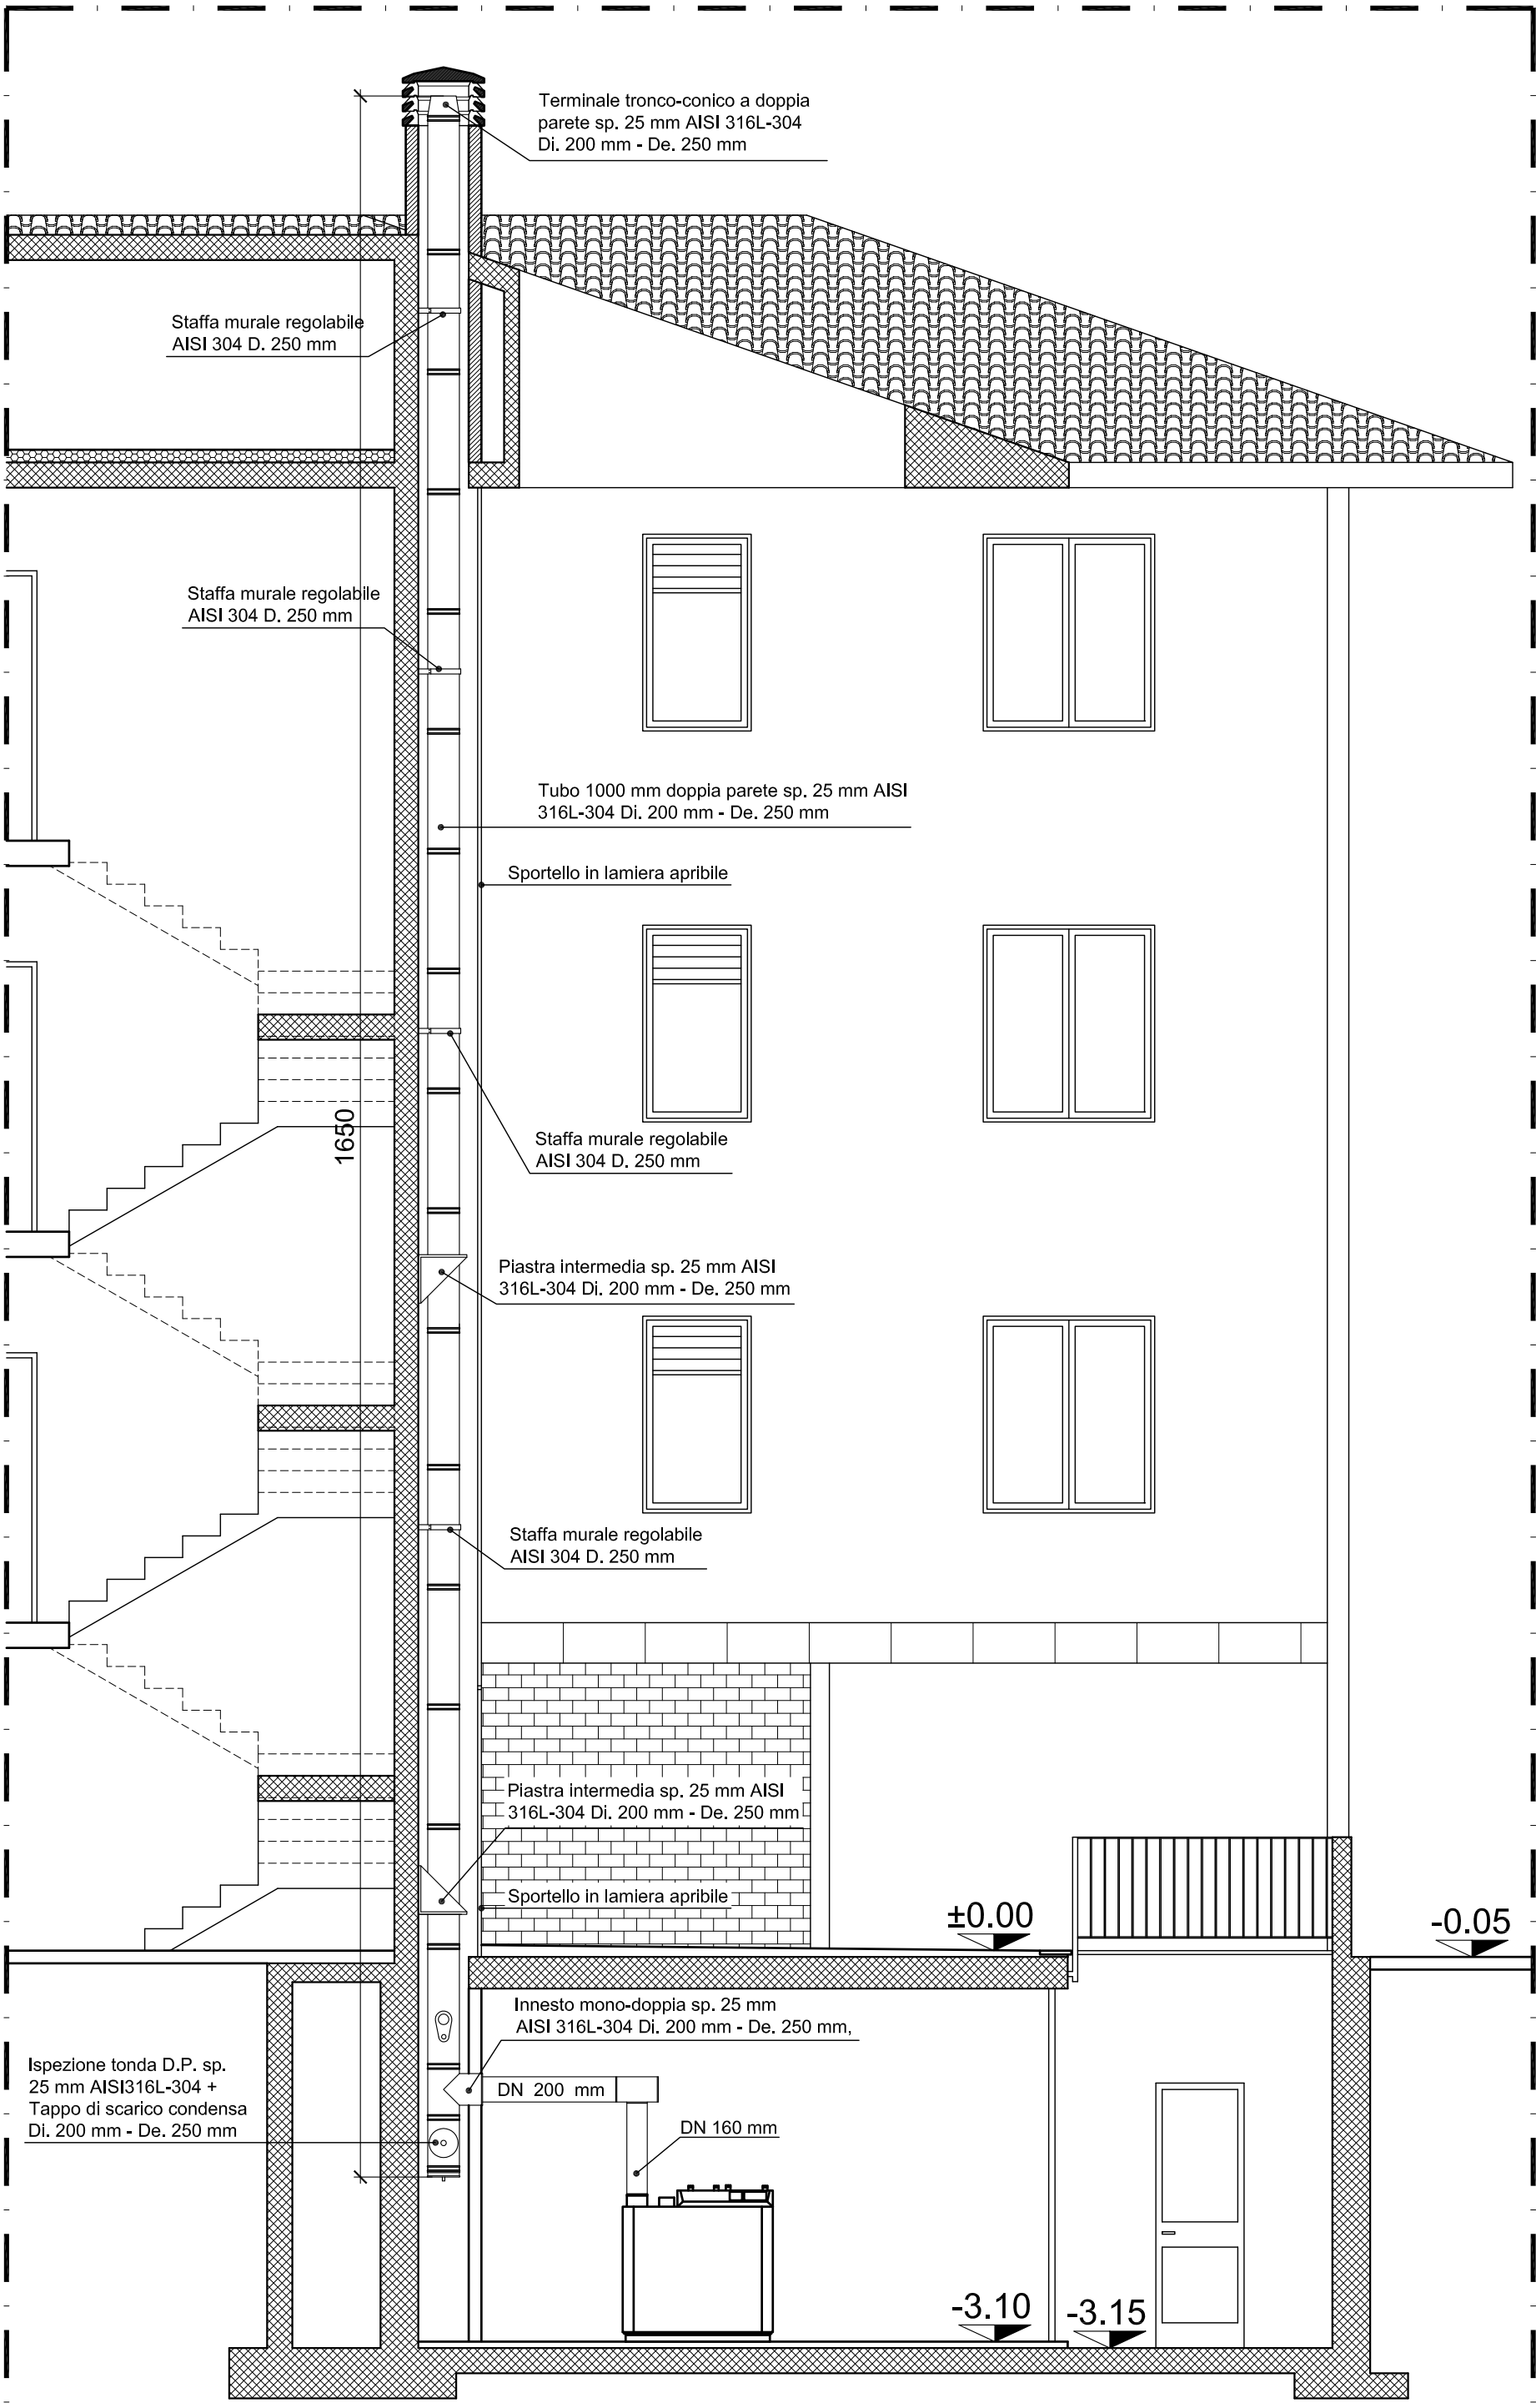 Terminale tronco-conico a doppia
parete sp. 25 mm AISI 316L-304
Di. 200 mm - De. 250 mm
Staffa murale regolabile
AISI 304 D. 250 mm
Staffa murale regolabile
AISI 304 D. 250 mm
Tubo 1000 mm doppia parete sp. 25 mm AISI
316L-304 Di. 200 mm - De. 250 mm
Sportello in lamiera apribile
1650
Staffa murale regolabile
AISI 304 D. 250 mm
Piastra intermedia sp. 25 mm AISI
316L-304 Di. 200 mm - De. 250 mm
Staffa murale regolabile
AISI 304 D. 250 mm
Piastra intermedia sp. 25 mm AISI
316L-304 Di. 200 mm - De. 250 mm
Sportello in lamiera apribile
±0.00
-0.05
Innesto mono-doppia sp. 25 mm
AISI 316L-304 Di. 200 mm - De. 250 mm,
Ispezione tonda D.P. sp.
25 mm AISI316L-304 +
Tappo di scarico condensa
Di. 200 mm - De. 250 mm
DN 200 mm
DN 160 mm
-3.10
-3.15